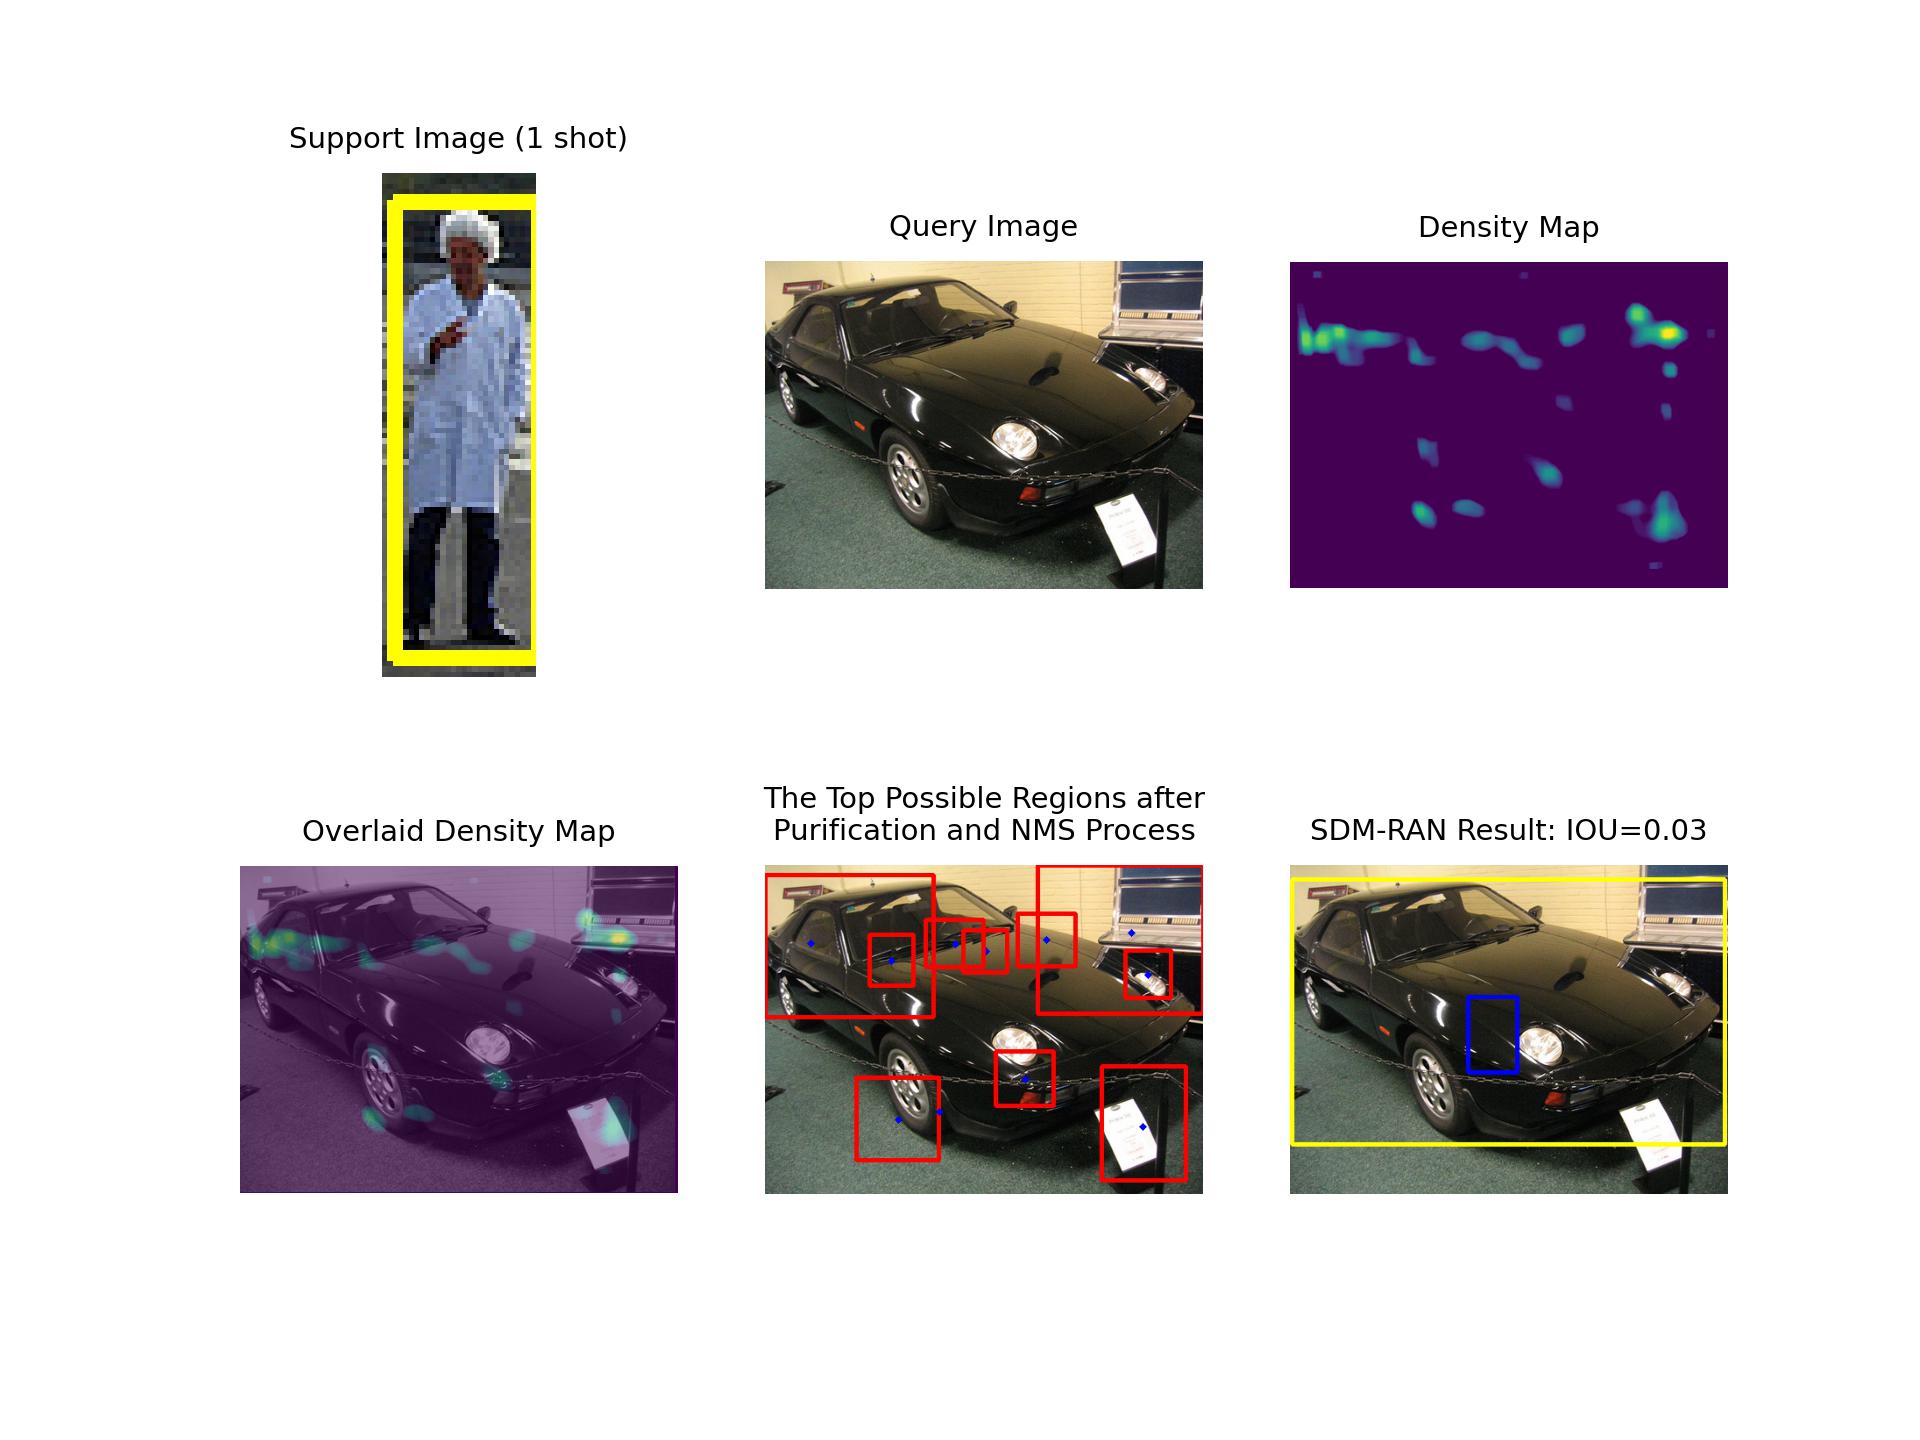 Support Image (1 shot)
Query Image
Density Map
Overlaid Density Map
The Top Possible Regions after
Purification and NMS Process
SDM-RAN Result: IOU=0.03